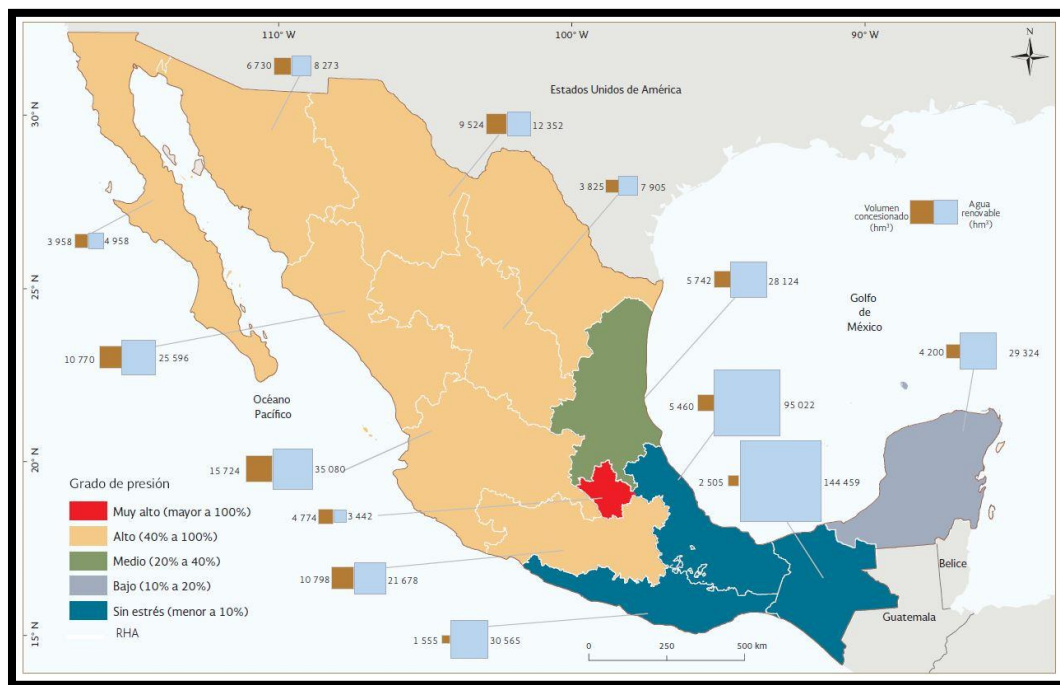 110° W
100° W
90° W
N
6 730
8 273
Estados Unidos de América
30° N
9 524
12 352
3 825
7 905
Volumen
concesionado
(hm³)
Agua
renovable
(hm³)
3 958
4 958
5 742
28 124
25° N
Golfo
de
México
10 770
25 596
4 200
29 324
Océano
Pacífico
5 460
95 022
20° N
15 724
35 080
2 505
144 459
Grado de presión
Muy alto (mayor a 100%)
4 774
3 442
Alto (40% a 100%)
Medio (20% a 40%)
10 798
21 678
Bajo (10% a 20%)
Belice
Sin estrés (menor a 10%)
Guatemala
RHA
15° N
1 555
30 565
0
250
500 km